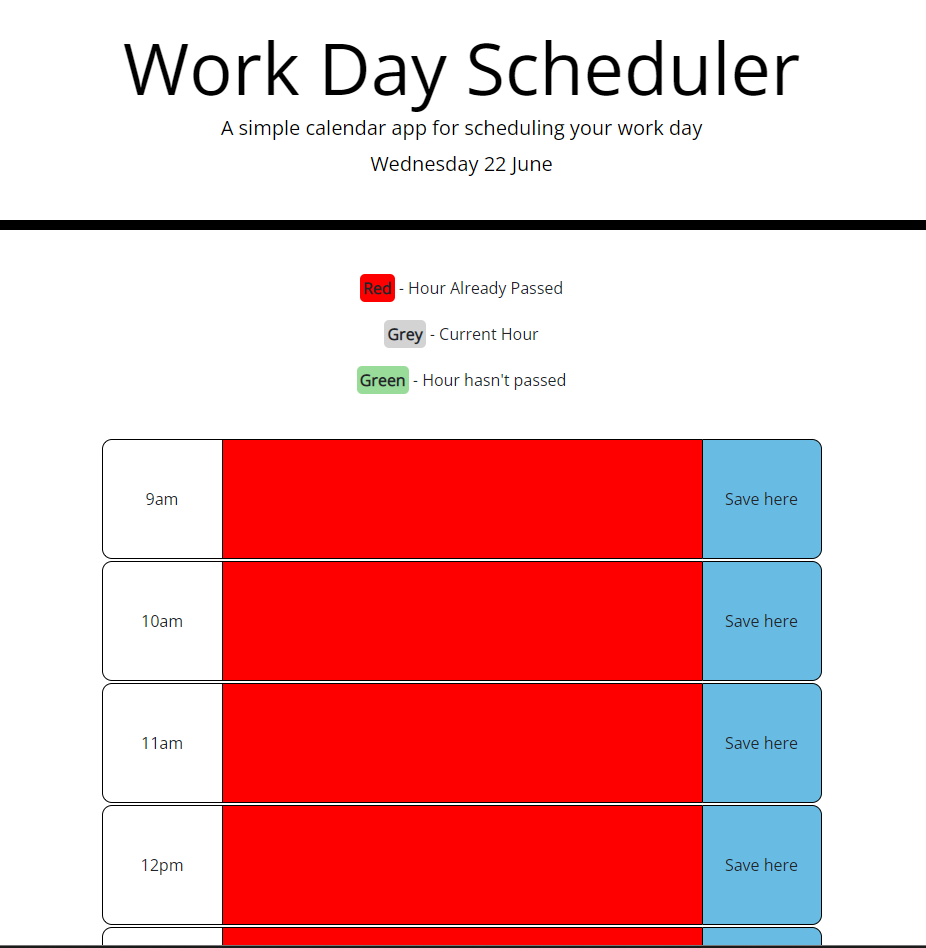 Work Day Scheduler
A simple calendar app for scheduling your work day
Wednesday 22 June
Red - Hour Already Passed
Grey - Current Hour
Green - Hour hasn't passed
9am Save here
10am Save here
11am Save here
12pm Save here